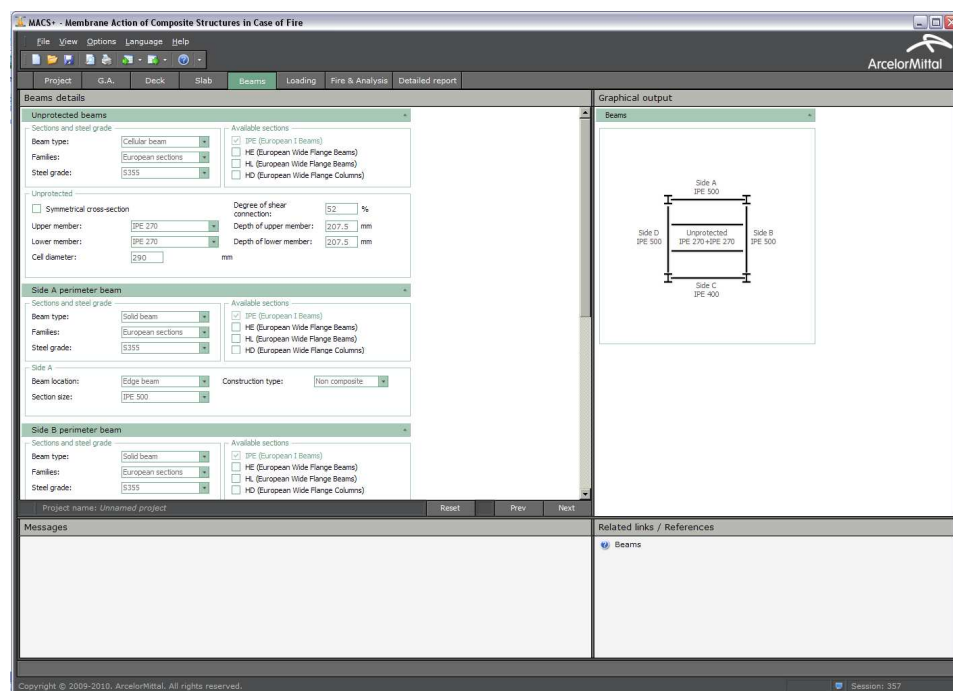 MACS+ - Membrane Action of Composite Structures in Case of Fire
File View Options Language Help
ArcelorMittal
Project G.A. Deck Slab Beams Loading Fire & Analysis Detailed report
Beams details
Unprotected beams
Sections and steel grade
Beam type: Cellular beam
Families: European sections
Steel grade: S355
Available sections
IPE (European I Beams)
HE (European Wide Flange Beams)
HL (European Wide Flange Beams)
HD (European Wide Flange Columns)
Unprotected
Symmetrical cross-section
Degree of shear connection: 52 %
Upper member: IPE 270
Depth of upper member: 207.5 mm
Lower member: IPE 270
Depth of lower member: 207.5 mm
Cell diameter: 290 mm
Side A perimeter beam
Sections and steel grade
Beam type: Solid beam
Families: European sections
Steel grade: S355
Available sections
IPE (European I Beams)
HE (European Wide Flange Beams)
HL (European Wide Flange Beams)
HD (European Wide Flange Columns)
Side A
Beam location: Edge beam
Construction type: Non composite
Section size: IPE 500
Side B perimeter beam
Sections and steel grade
Beam type: Solid beam
Families: European sections
Steel grade: S355
Available sections
IPE (European I Beams)
HE (European Wide Flange Beams)
HL (European Wide Flange Beams)
HD (European Wide Flange Columns)
Project name: Unnamed project
Reset Prev Next
Graphical output
Beams
Side A
IPE 500
Side D
IPE 500
Unprotected
IPE 270+IPE 270
Side B
IPE 500
Side C
IPE 400
Messages
Related links / References
Beams
Copyright © 2009-2010, ArcelorMittal. All rights reserved.
Session: 357